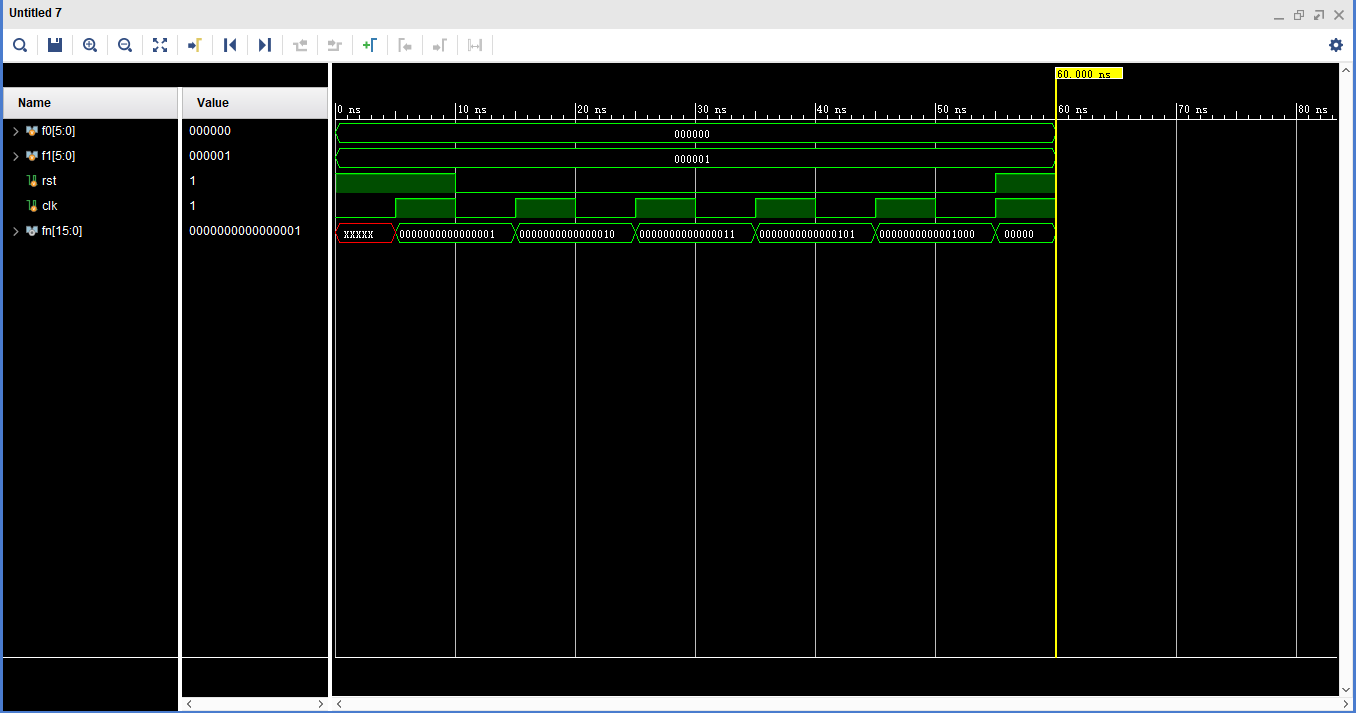 Untitled 7
60.000 ns
Name Value
0 ns 10 ns 20 ns 30 ns 40 ns 50 ns 60 ns 70 ns 80 ns
f0[5:0] 000000 000000
f1[5:0] 000001 000001
rst 1
clk 1
fn[15:0] 0000000000000001 XXXXX 0000000000000001 0000000000000010 0000000000000011 0000000000000101 0000000000001000 00000